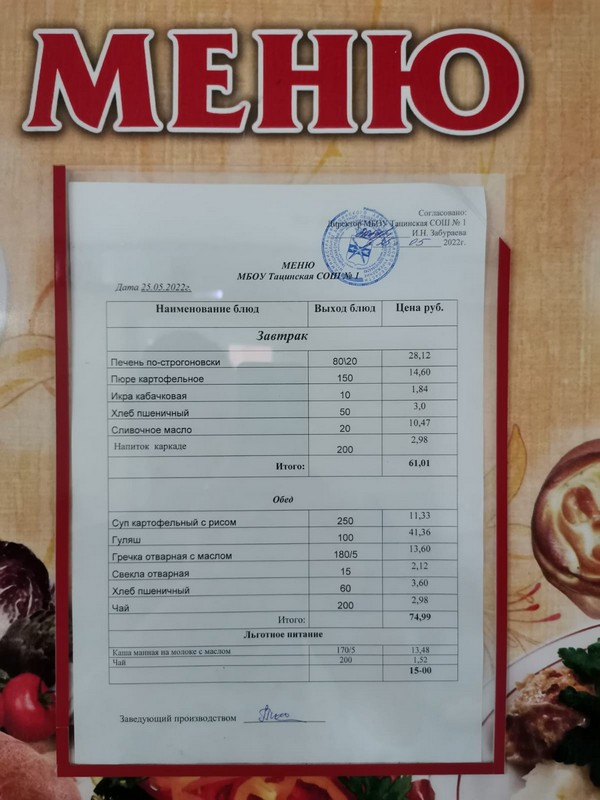 МЕНЮ
Согласовано:
Директор МБОУ Тацинская СОШ № 1
И.Н. Забураева
05 2022г.
МЕНЮ
МБОУ Тацинская СОШ № 1
Дата 25.05.2022г.
Наименование блюд Выход блюд Цена руб.
Завтрак
Печень по-строгоновски 80\20 28,12
Пюре картофельное 150 14,60
Икра кабачковая 10 1,84
Хлеб пшеничный 50 3,0
Сливочное масло 20 10,47
Напиток каркаде 200 2,98
Итого: 61,01
Обед
Суп картофельный с рисом 250 11,33
Гуляш 100 41,36
Гречка отварная с маслом 180/5 13,60
Свекла отварная 15 2,12
Хлеб пшеничный 60 3,60
Чай 200 2,98
Итого: 74,99
Льготное питание
Каша манная на молоке с маслом 170/5 13,48
Чай 200 1,52
15-00
Заведующий производством